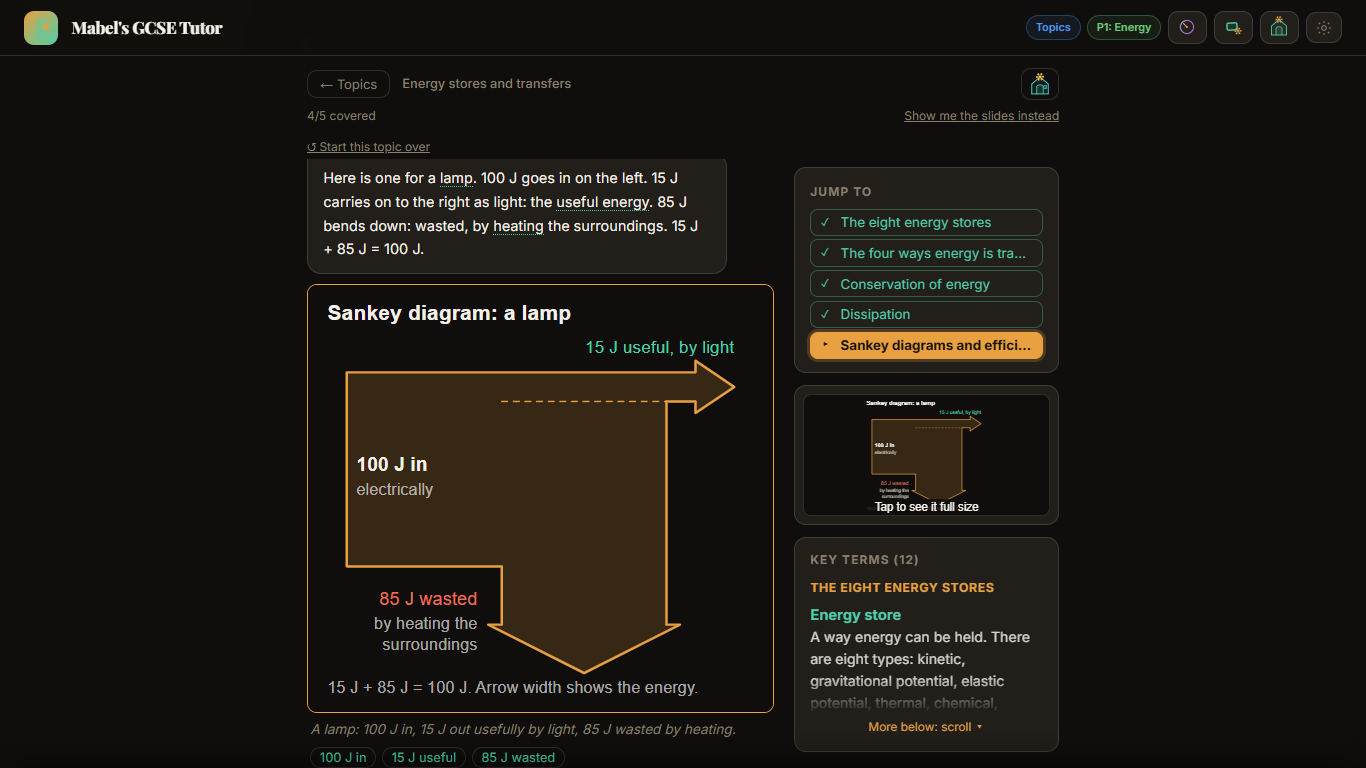 Mabel's GCSE Tutor
Topics
P1: Energy
← Topics
Energy stores and transfers
4/5 covered
Show me the slides instead
↺ Start this topic over
Here is one for a lamp. 100 J goes in on the left. 15 J
carries on to the right as light: the useful energy. 85 J
bends down: wasted, by heating the surroundings. 15 J
+ 85 J = 100 J.
Sankey diagram: a lamp
15 J useful, by light
100 J in
electrically
85 J wasted
by heating the
surroundings
15 J + 85 J = 100 J. Arrow width shows the energy.
A lamp: 100 J in, 15 J out usefully by light, 85 J wasted by heating.
100 J in
15 J useful
85 J wasted
JUMP TO
✓ The eight energy stores
✓ The four ways energy is tra...
✓ Conservation of energy
✓ Dissipation
‣ Sankey diagrams and effici...
Sankey diagram: a lamp
15 J useful, by light
100 J in
electrically
85 J wasted
by heating the
surroundings
Tap to see it full size
KEY TERMS (12)
THE EIGHT ENERGY STORES
Energy store
A way energy can be held. There
are eight types: kinetic,
gravitational potential, elastic
potential, thermal, chemical,
More below: scroll ▾